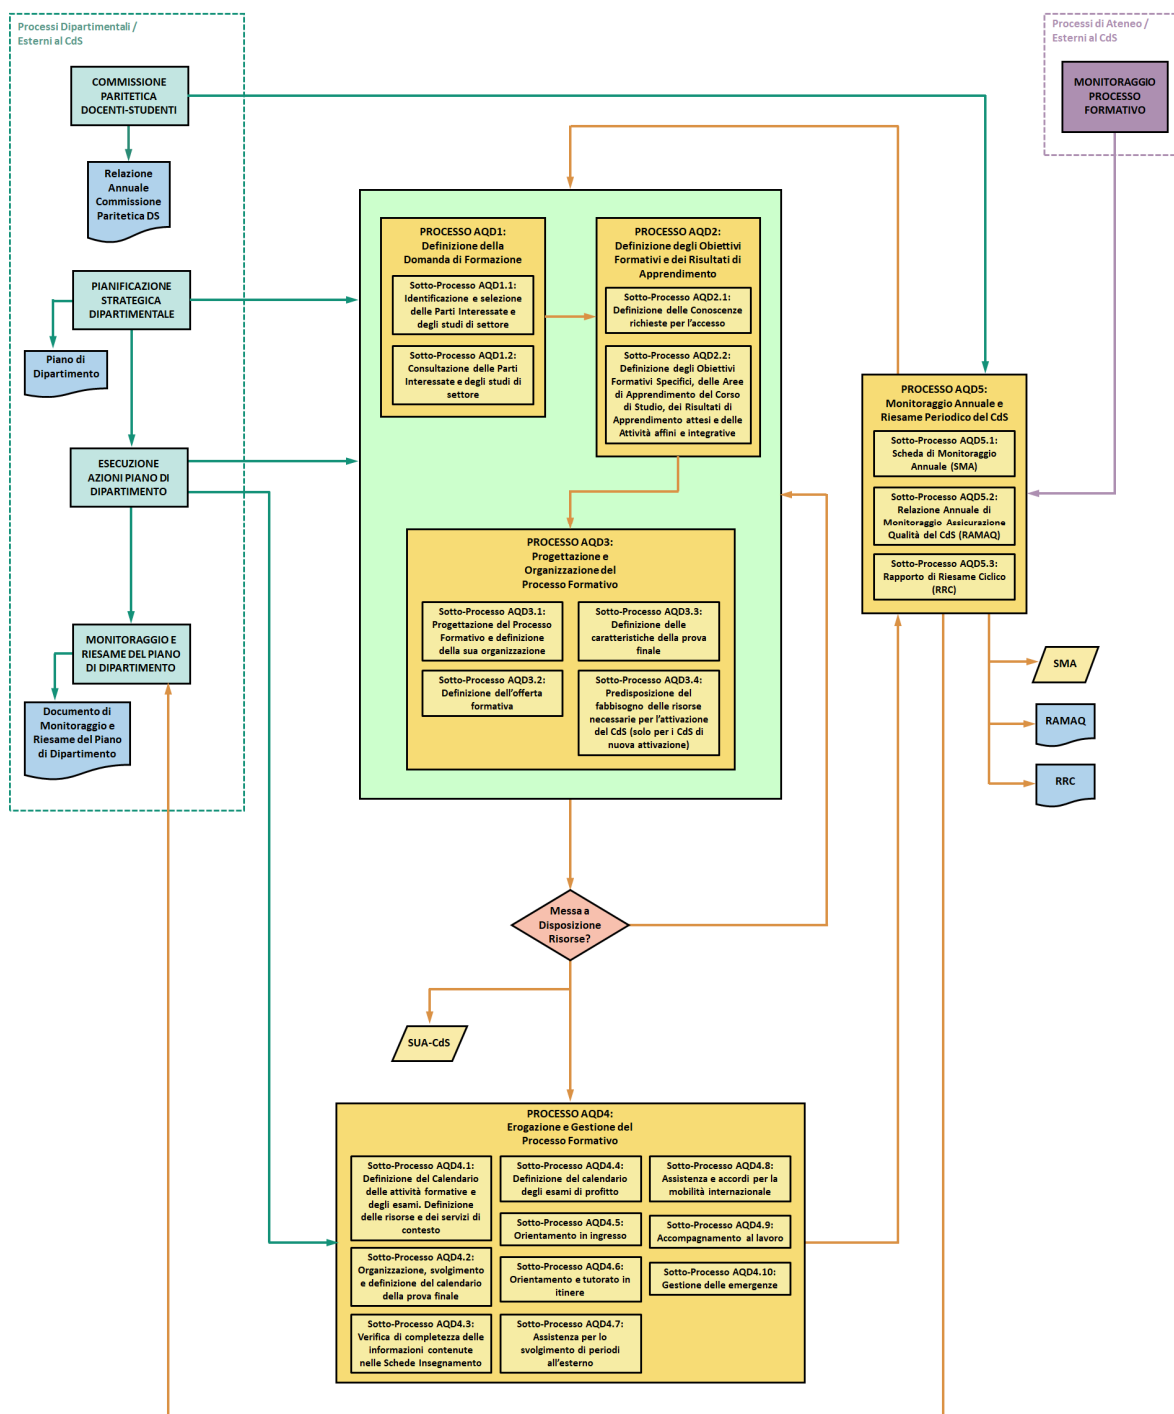 Processi Dipartimentali /
Esterni al CdS
Processi di Ateneo /
Esterni al CdS
COMMISSIONE
PARITETICA
DOCENTI-STUDENTI
MONITORAGGIO
PROCESSO
FORMATIVO
Relazione
Annuale
Commissione
Paritetica DS
PIANIFICAZIONE
STRATEGICA
DIPARTIMENTALE
Piano di
Dipartimento
ESECUZIONE
AZIONI PIANO DI
DIPARTIMENTO
MONITORAGGIO E
RIESAME DEL PIANO
DI DIPARTIMENTO
Documento di
Monitoraggio e
Riesame del Piano
di Dipartimento
PROCESSO AQD1:
Definizione della
Domanda di Formazione
Sotto-Processo AQD1.1:
Identificazione e selezione
delle Parti Interessate e
degli studi di settore
Sotto-Processo AQD1.2:
Consultazione delle Parti
Interessate e degli studi di
settore
PROCESSO AQD2:
Definizione degli Obiettivi
Formativi e dei Risultati di
Apprendimento
Sotto-Processo AQD2.1:
Definizione delle Conoscenze
richieste per l'accesso
Sotto-Processo AQD2.2:
Definizione degli Obiettivi
Formativi Specifici, delle Aree
di Apprendimento del Corso
di Studio, dei Risultati di
Apprendimento attesi e delle
Attività affini e integrative
PROCESSO AQD3:
Progettazione e
Organizzazione del
Processo Formativo
Sotto-Processo AQD3.1:
Progettazione del Processo
Formativo e definizione
della sua organizzazione
Sotto-Processo AQD3.2:
Definizione dell'offerta
formativa
Sotto-Processo AQD3.3:
Definizione delle
caratteristiche della prova
finale
Sotto-Processo AQD3.4:
Predisposizione del
fabbisogno delle risorse
necessarie per l'attivazione
del CdS (solo per i CdS di
nuova attivazione)
PROCESSO AQD5:
Monitoraggio Annuale e
Riesame Periodico del CdS
Sotto-Processo AQD5.1:
Scheda di Monitoraggio
Annuale (SMA)
Sotto-Processo AQD5.2:
Relazione Annuale di
Monitoraggio Assicurazione
Qualità del CdS (RAMAQ)
Sotto-Processo AQD5.3:
Rapporto di Riesame Ciclico
(RRC)
SMA
RAMAQ
RRC
Messa a
Disposizione
Risorse?
SUA-CdS
PROCESSO AQD4:
Erogazione e Gestione del
Processo Formativo
Sotto-Processo AQD4.1:
Definizione del Calendario
delle attività formative e
degli esami. Definizione
delle risorse e dei servizi di
contesto
Sotto-Processo AQD4.2:
Organizzazione, svolgimento
e definizione del calendario
della prova finale
Sotto-Processo AQD4.3:
Verifica di completezza delle
informazioni contenute
nelle Schede Insegnamento
Sotto-Processo AQD4.4:
Definizione del calendario
degli esami di profitto
Sotto-Processo AQD4.5:
Orientamento in ingresso
Sotto-Processo AQD4.6:
Orientamento e tutorato in
itinere
Sotto-Processo AQD4.7:
Assistenza per lo
svolgimento di periodi
all'esterno
Sotto-Processo AQD4.8:
Assistenza e accordi per la
mobilità internazionale
Sotto-Processo AQD4.9:
Accompagnamento al lavoro
Sotto-Processo AQD4.10:
Gestione delle emergenze